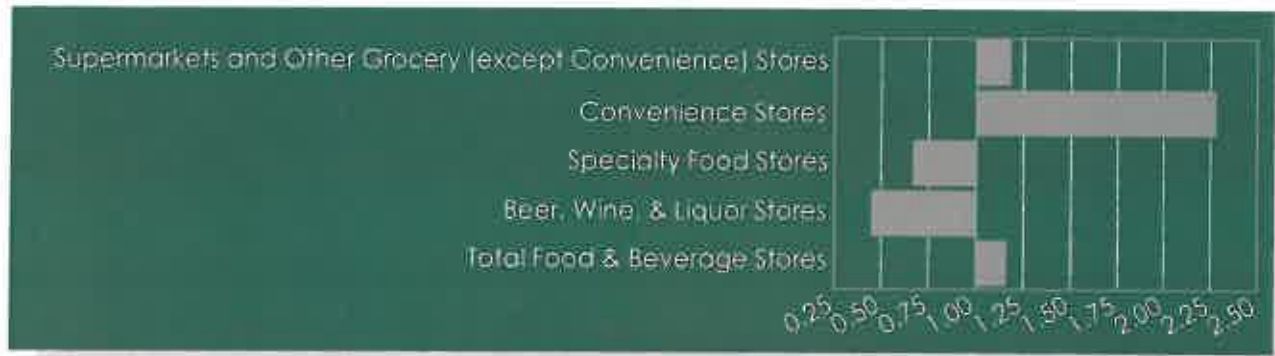 Supermarkets and Other Grocery (except Convenience) Stores
Convenience Stores
Specialty Food Stores
Beer, Wine & Liquor Stores
Total Food & Beverage Stores
0.25 0.50 0.75 1.00 1.25 1.50 1.75 2.00 2.25 2.50